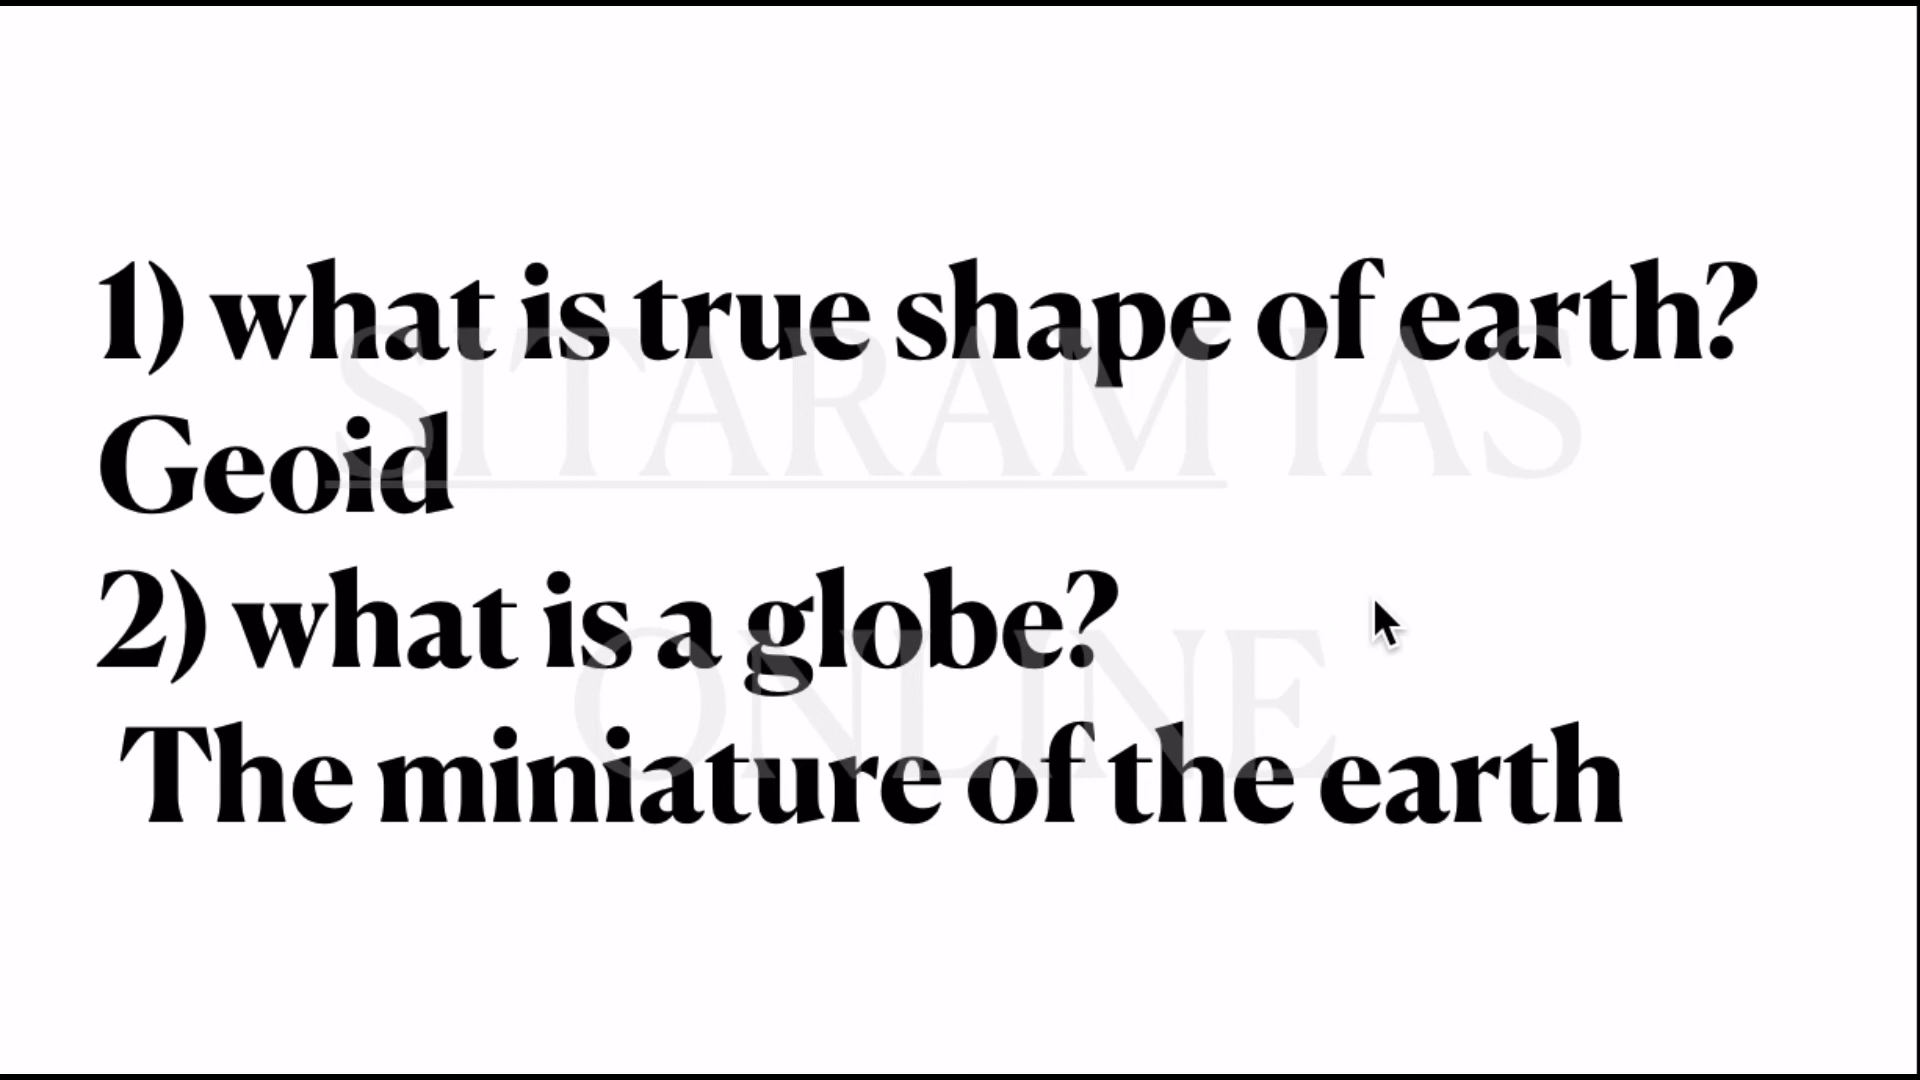 1) what is true shape of earth?
Geoid
2) what is a globe?
The miniature of the earth
SITARAM IAS
ONLINE